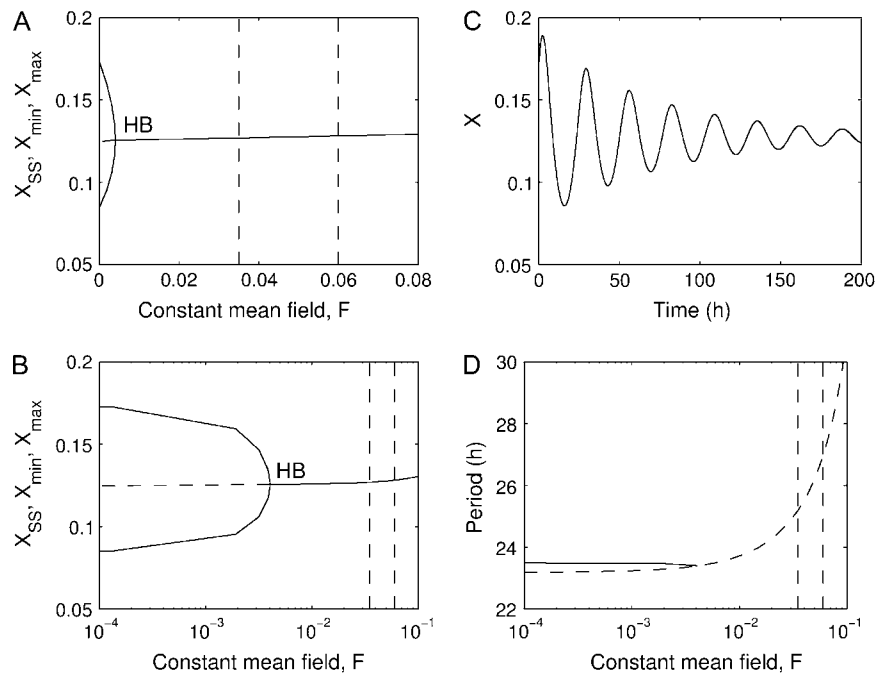 A
X_SS, X_min, X_max
0.2
0.15
0.1
0.05
HB
0 0.02 0.04 0.06 0.08
Constant mean field, F
C
X
0.2
0.15
0.1
0.05
0 50 100 150 200
Time (h)
B
X_SS, X_min, X_max
0.2
0.15
0.1
0.05
HB
10^-4 10^-3 10^-2 10^-1
Constant mean field, F
D
Period (h)
30
28
26
24
22
10^-4 10^-3 10^-2 10^-1
Constant mean field, F